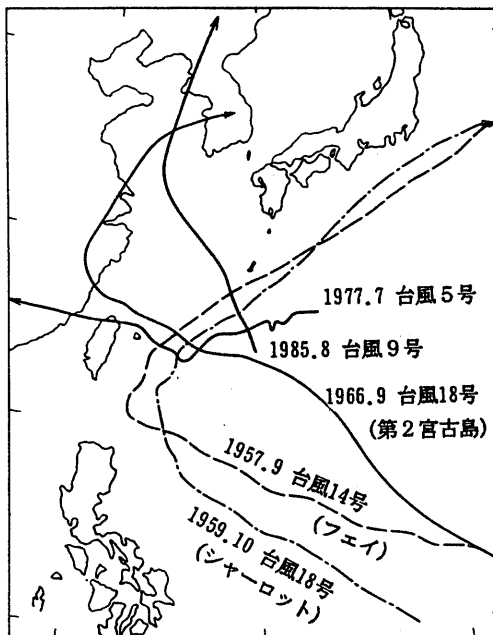 1977.7 台風5号
1985.8 台風9号
1966.9 台風18号
(第2宮古島)
1957.9 台風14号
(フェイ)
1959.10 台風18号
(シャーロット)